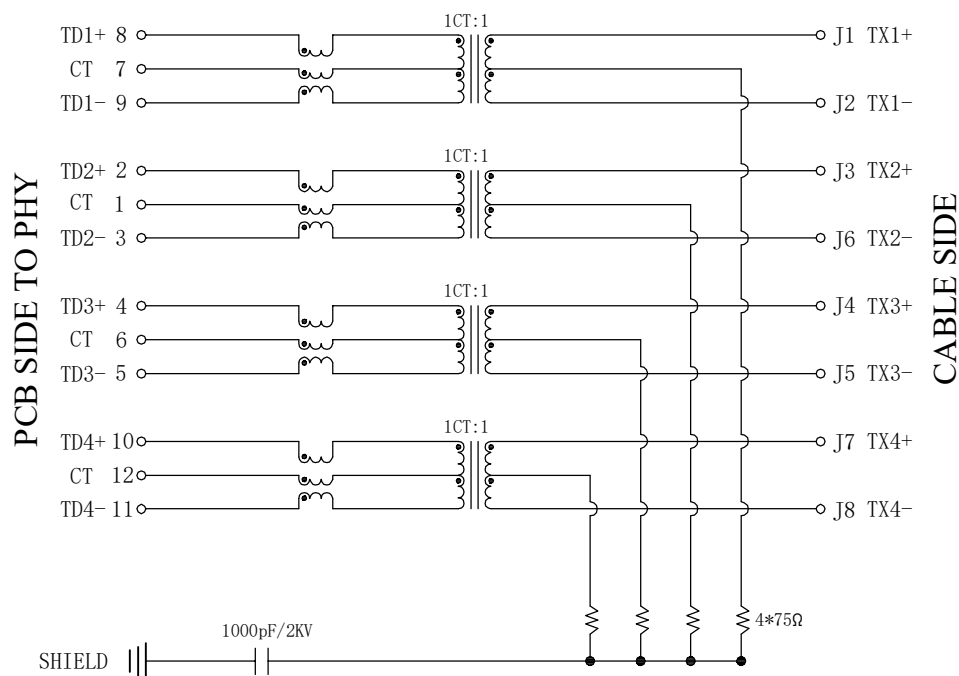 1CT:1
TD1+ 8 J1 TX1+
CT 7
TD1- 9 J2 TX1-
1CT:1
TD2+ 2 J3 TX2+
CT 1
TD2- 3 J6 TX2-
1CT:1
TD3+ 4 J4 TX3+
CT 6
TD3- 5 J5 TX3-
1CT:1
TD4+ 10 J7 TX4+
CT 12
TD4- 11 J8 TX4-
PCB SIDE TO PHY
CABLE SIDE
4*75Ω
1000pF/2KV
SHIELD